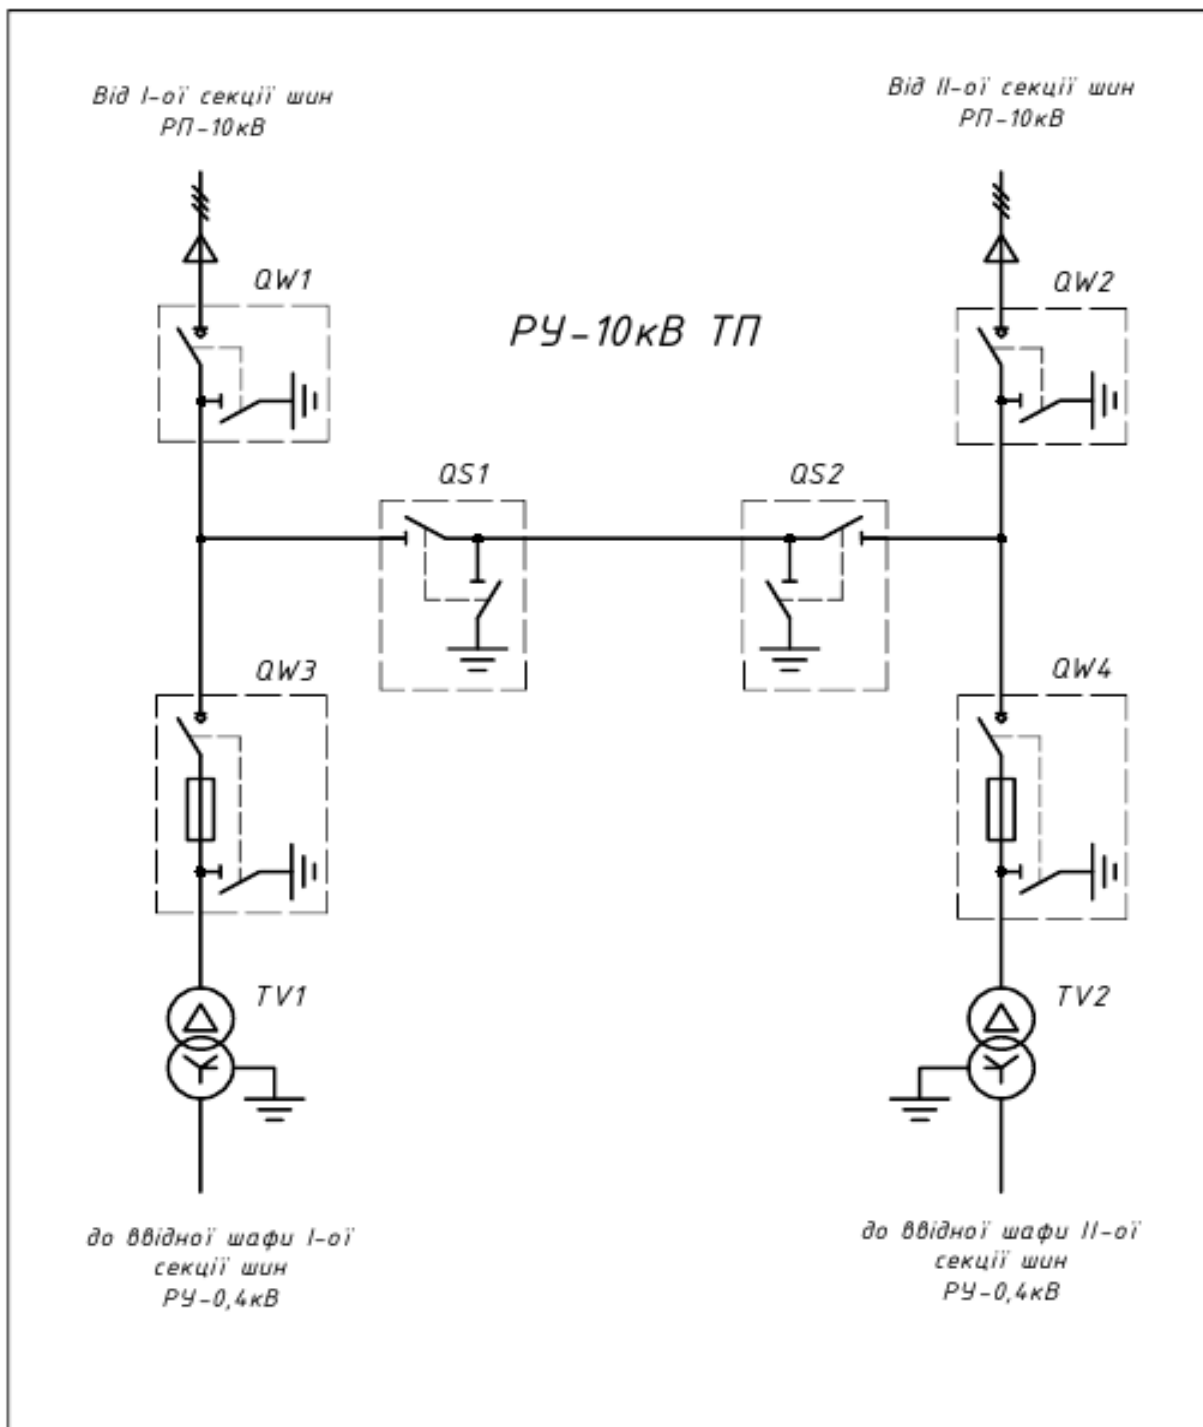 Від І-ої секції шин
РП-10кВ
Від ІІ-ої секції шин
РП-10кВ
QW1
QW2
РУ-10кВ ТП
QS1
QS2
QW3
QW4
TV1
TV2
до ввідної шафи І-ої
секції шин
РУ-0,4кВ
до ввідної шафи ІІ-ої
секції шин
РУ-0,4кВ